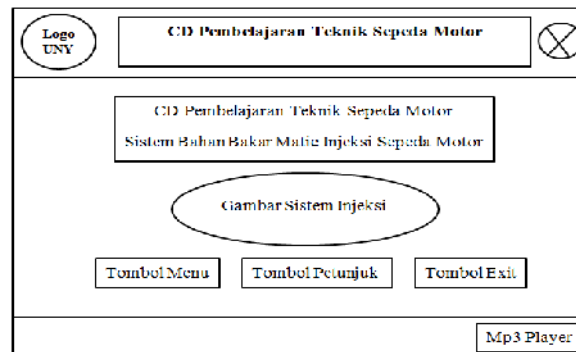 Logo
UNY
CD Pembelajaran Teknik Sepeda Motor
CD Pembelajaran Teknik Sepeda Motor
Sistem Bahan Bakar Matic Injeksi Sepeda Motor
Gambar Sistem Injeksi
Tombol Menu
Tombol Petunjuk
Tombol Exit
Mp3 Player